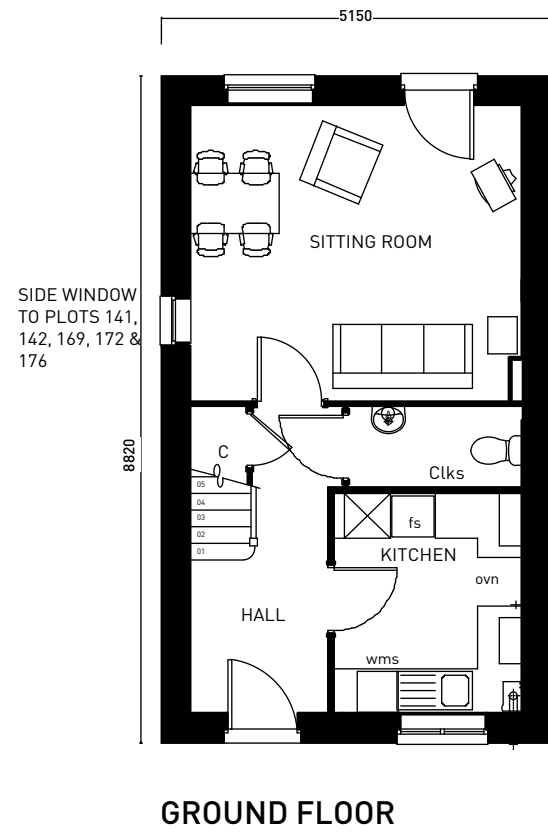 5150
SITTING ROOM
SIDE WINDOW
TO PLOTS 141,
142, 169, 172 &
176
8820
C
Clks
05
04
03
02
01
fs
KITCHEN
ovn
HALL
wms
GROUND FLOOR